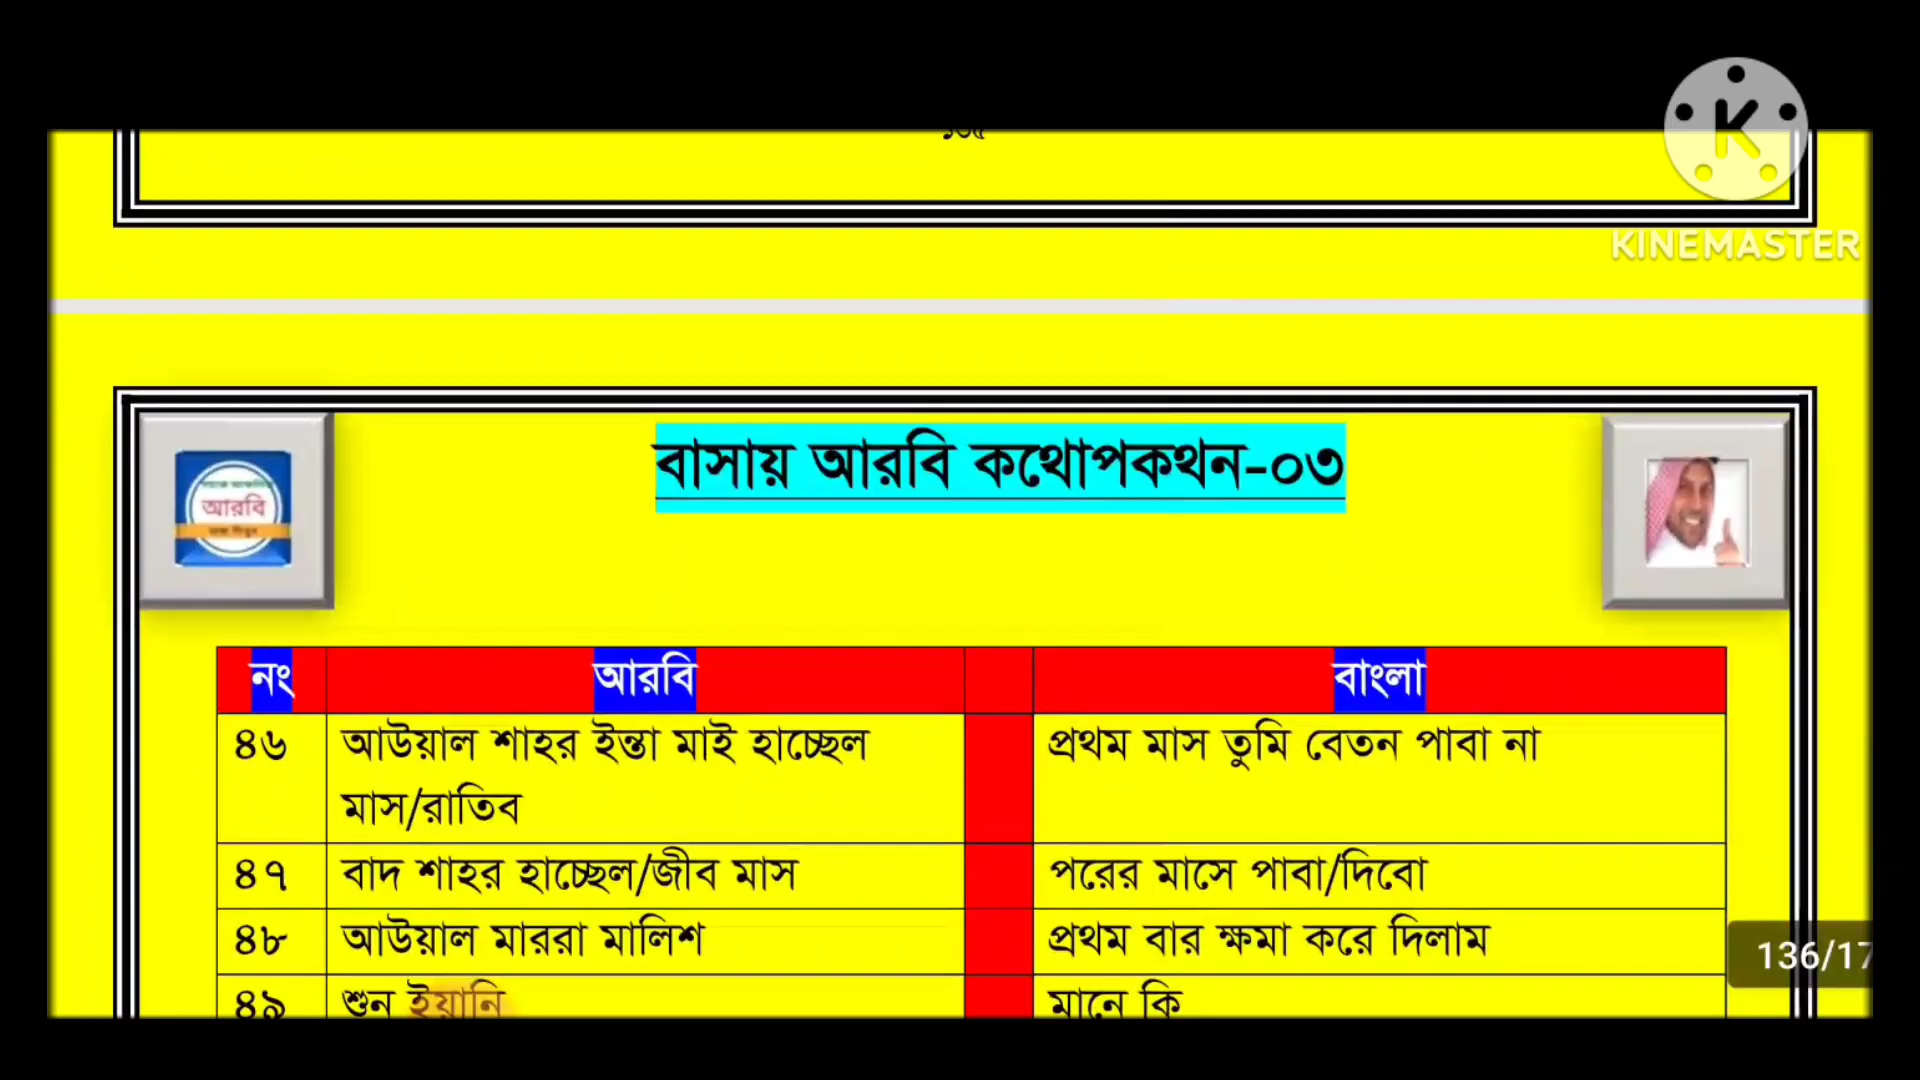 KINEMASTER
বাসায় আরবি কথোপকথন-০৩
আরবি
নং আরবি বাংলা
৪৬ আউয়াল শাহর ইন্তা মাই হাচ্ছেল প্রথম মাস তুমি বেতন পাবা না
মাস/রাতিব
৪৭ বাদ শাহর হাচ্ছেল/জীব মাস পরের মাসে পাবা/দিবো
৪৮ আউয়াল মাররা মালিশ প্রথম বার ক্ষমা করে দিলাম
136/17
৪৯ শুন ইয়ানি মানে কি